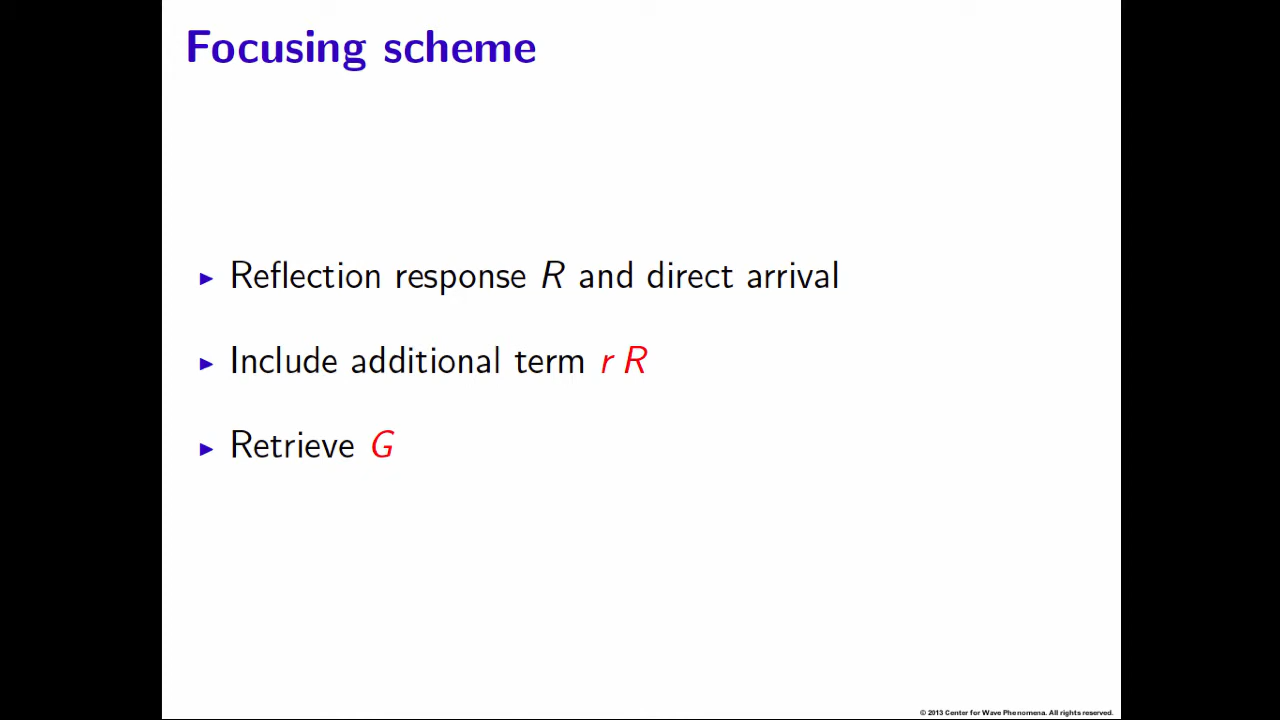 Focusing scheme
▶ Reflection response R and direct arrival
▶ Include additional term r R
▶ Retrieve G
© 2013 Center for Wave Phenomena. All rights reserved.